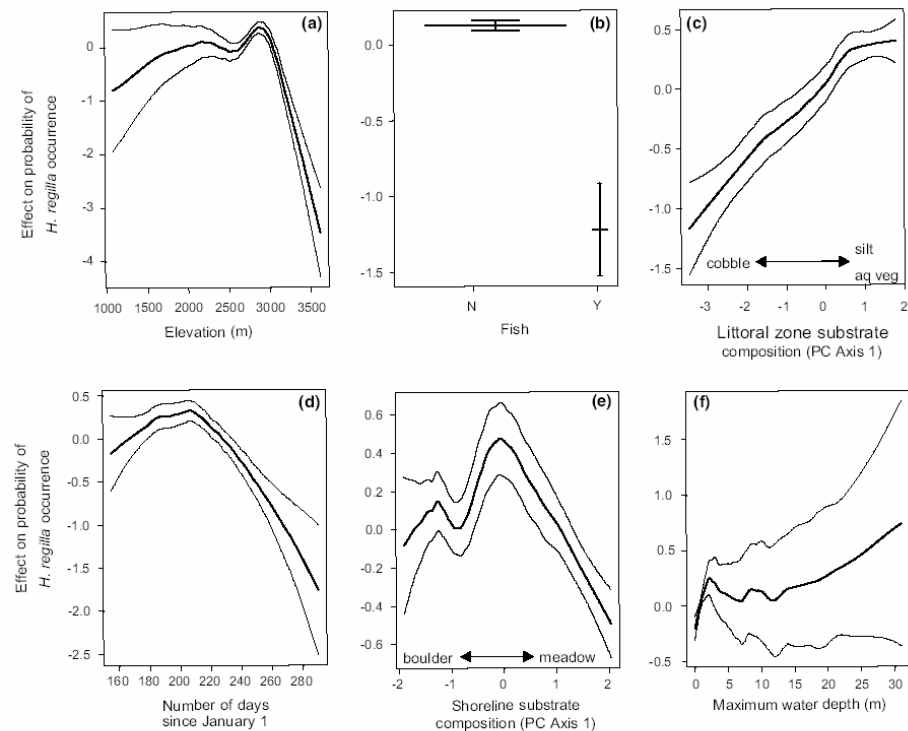 Effect on probability of
H. regilla occurrence
(a)
0
-1
-2
-3
-4
1000 1500 2000 2500 3000 3500
Elevation (m)
(b)
0.0
-0.5
-1.0
-1.5
N Y
Fish
(c)
0.5
0.0
-0.5
-1.0
-1.5
cobble
silt
aq veg
-3 -2 -1 0 1 2
Littoral zone substrate
composition (PC Axis 1)
Effect on probability of
H. regilla occurrence
(d)
0.5
0.0
-0.5
-1.0
-1.5
-2.0
-2.5
160 180 200 220 240 260 280
Number of days
since January 1
(e)
0.6
0.4
0.2
0.0
-0.2
-0.4
-0.6
boulder meadow
-2 -1 0 1 2
Shoreline substrate
composition (PC Axis 1)
(f)
1.5
1.0
0.5
0.0
-0.5
0 5 10 15 20 25 30
Maximum water depth (m)